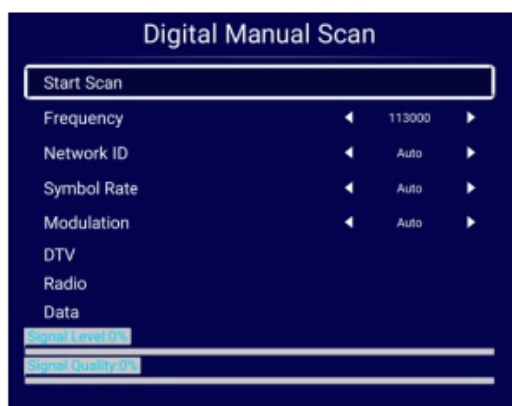 Digital Manual Scan
Start Scan
Frequency 113000
Network ID Auto
Symbol Rate Auto
Modulation Auto
DTV
Radio
Data
Signal Level:0%
Signal Quality:0%